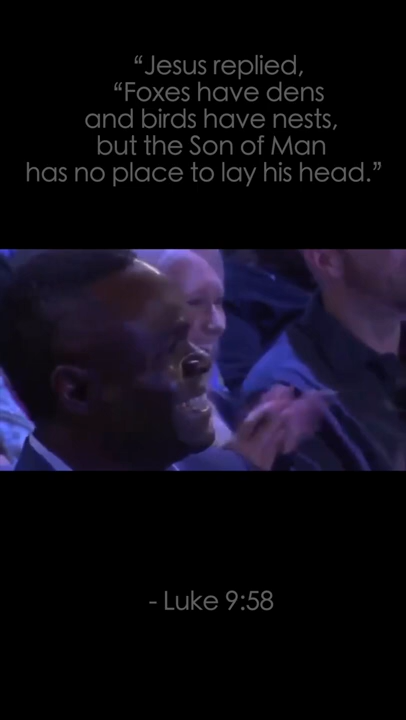 “Jesus replied,
“Foxes have dens
and birds have nests,
but the Son of Man
has no place to lay his head.”
- Luke 9:58